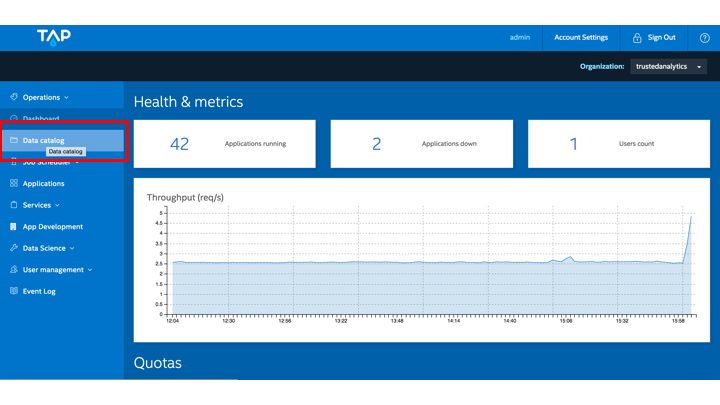 TAP
admin
Account Settings
Sign Out
?
Organization:
trustedanalytics
Operations
Dashboard
Data catalog
Data catalog
Job Scheduler
Applications
Services
App Development
Data Science
User management
Event Log
Health & metrics
42 Applications running
2 Applications down
1 Users count
Throughput (req/s)
5
4.5
4
3.5
3
2.5
2
1.5
1
0.5
0
12:04 12:30 12:56 13:22 13:48 14:14 14:40 15:06 15:32 15:58
Quotas